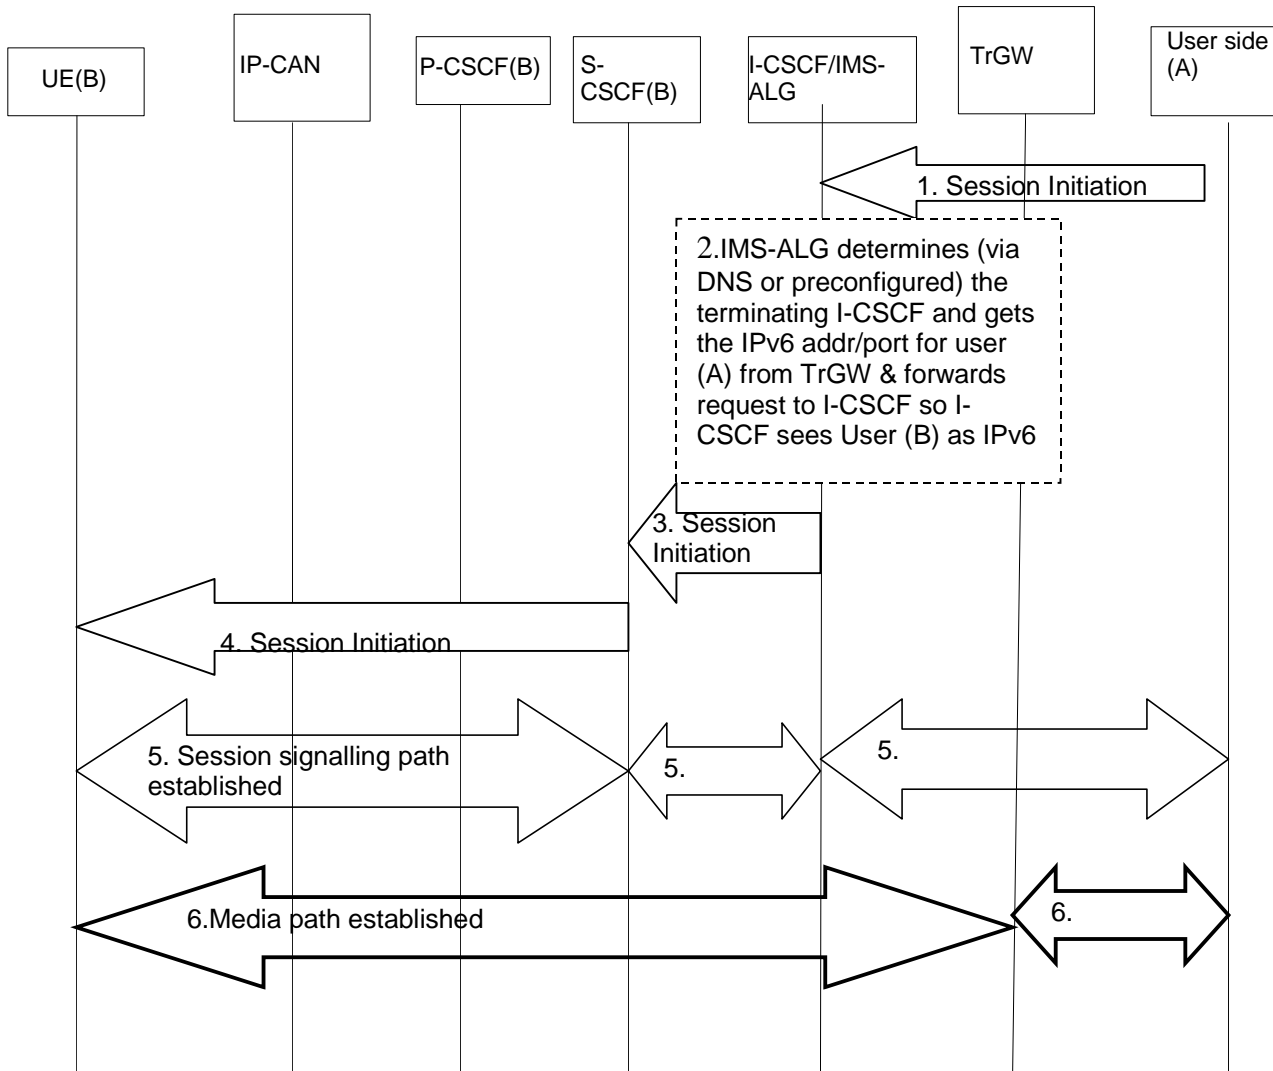 UE(B)
IP-CAN
P-CSCF(B)
S-
CSCF(B)
I-CSCF/IMS-
ALG
TrGW
User side
(A)
1. Session Initiation
2.IMS-ALG determines (via
DNS or preconfigured) the
terminating I-CSCF and gets
the IPv6 addr/port for user
(A) from TrGW & forwards
request to I-CSCF so I-
CSCF sees User (B) as IPv6
3. Session
Initiation
4. Session Initiation
5. Session signalling path
established
5.
5.
6.Media path established
6.